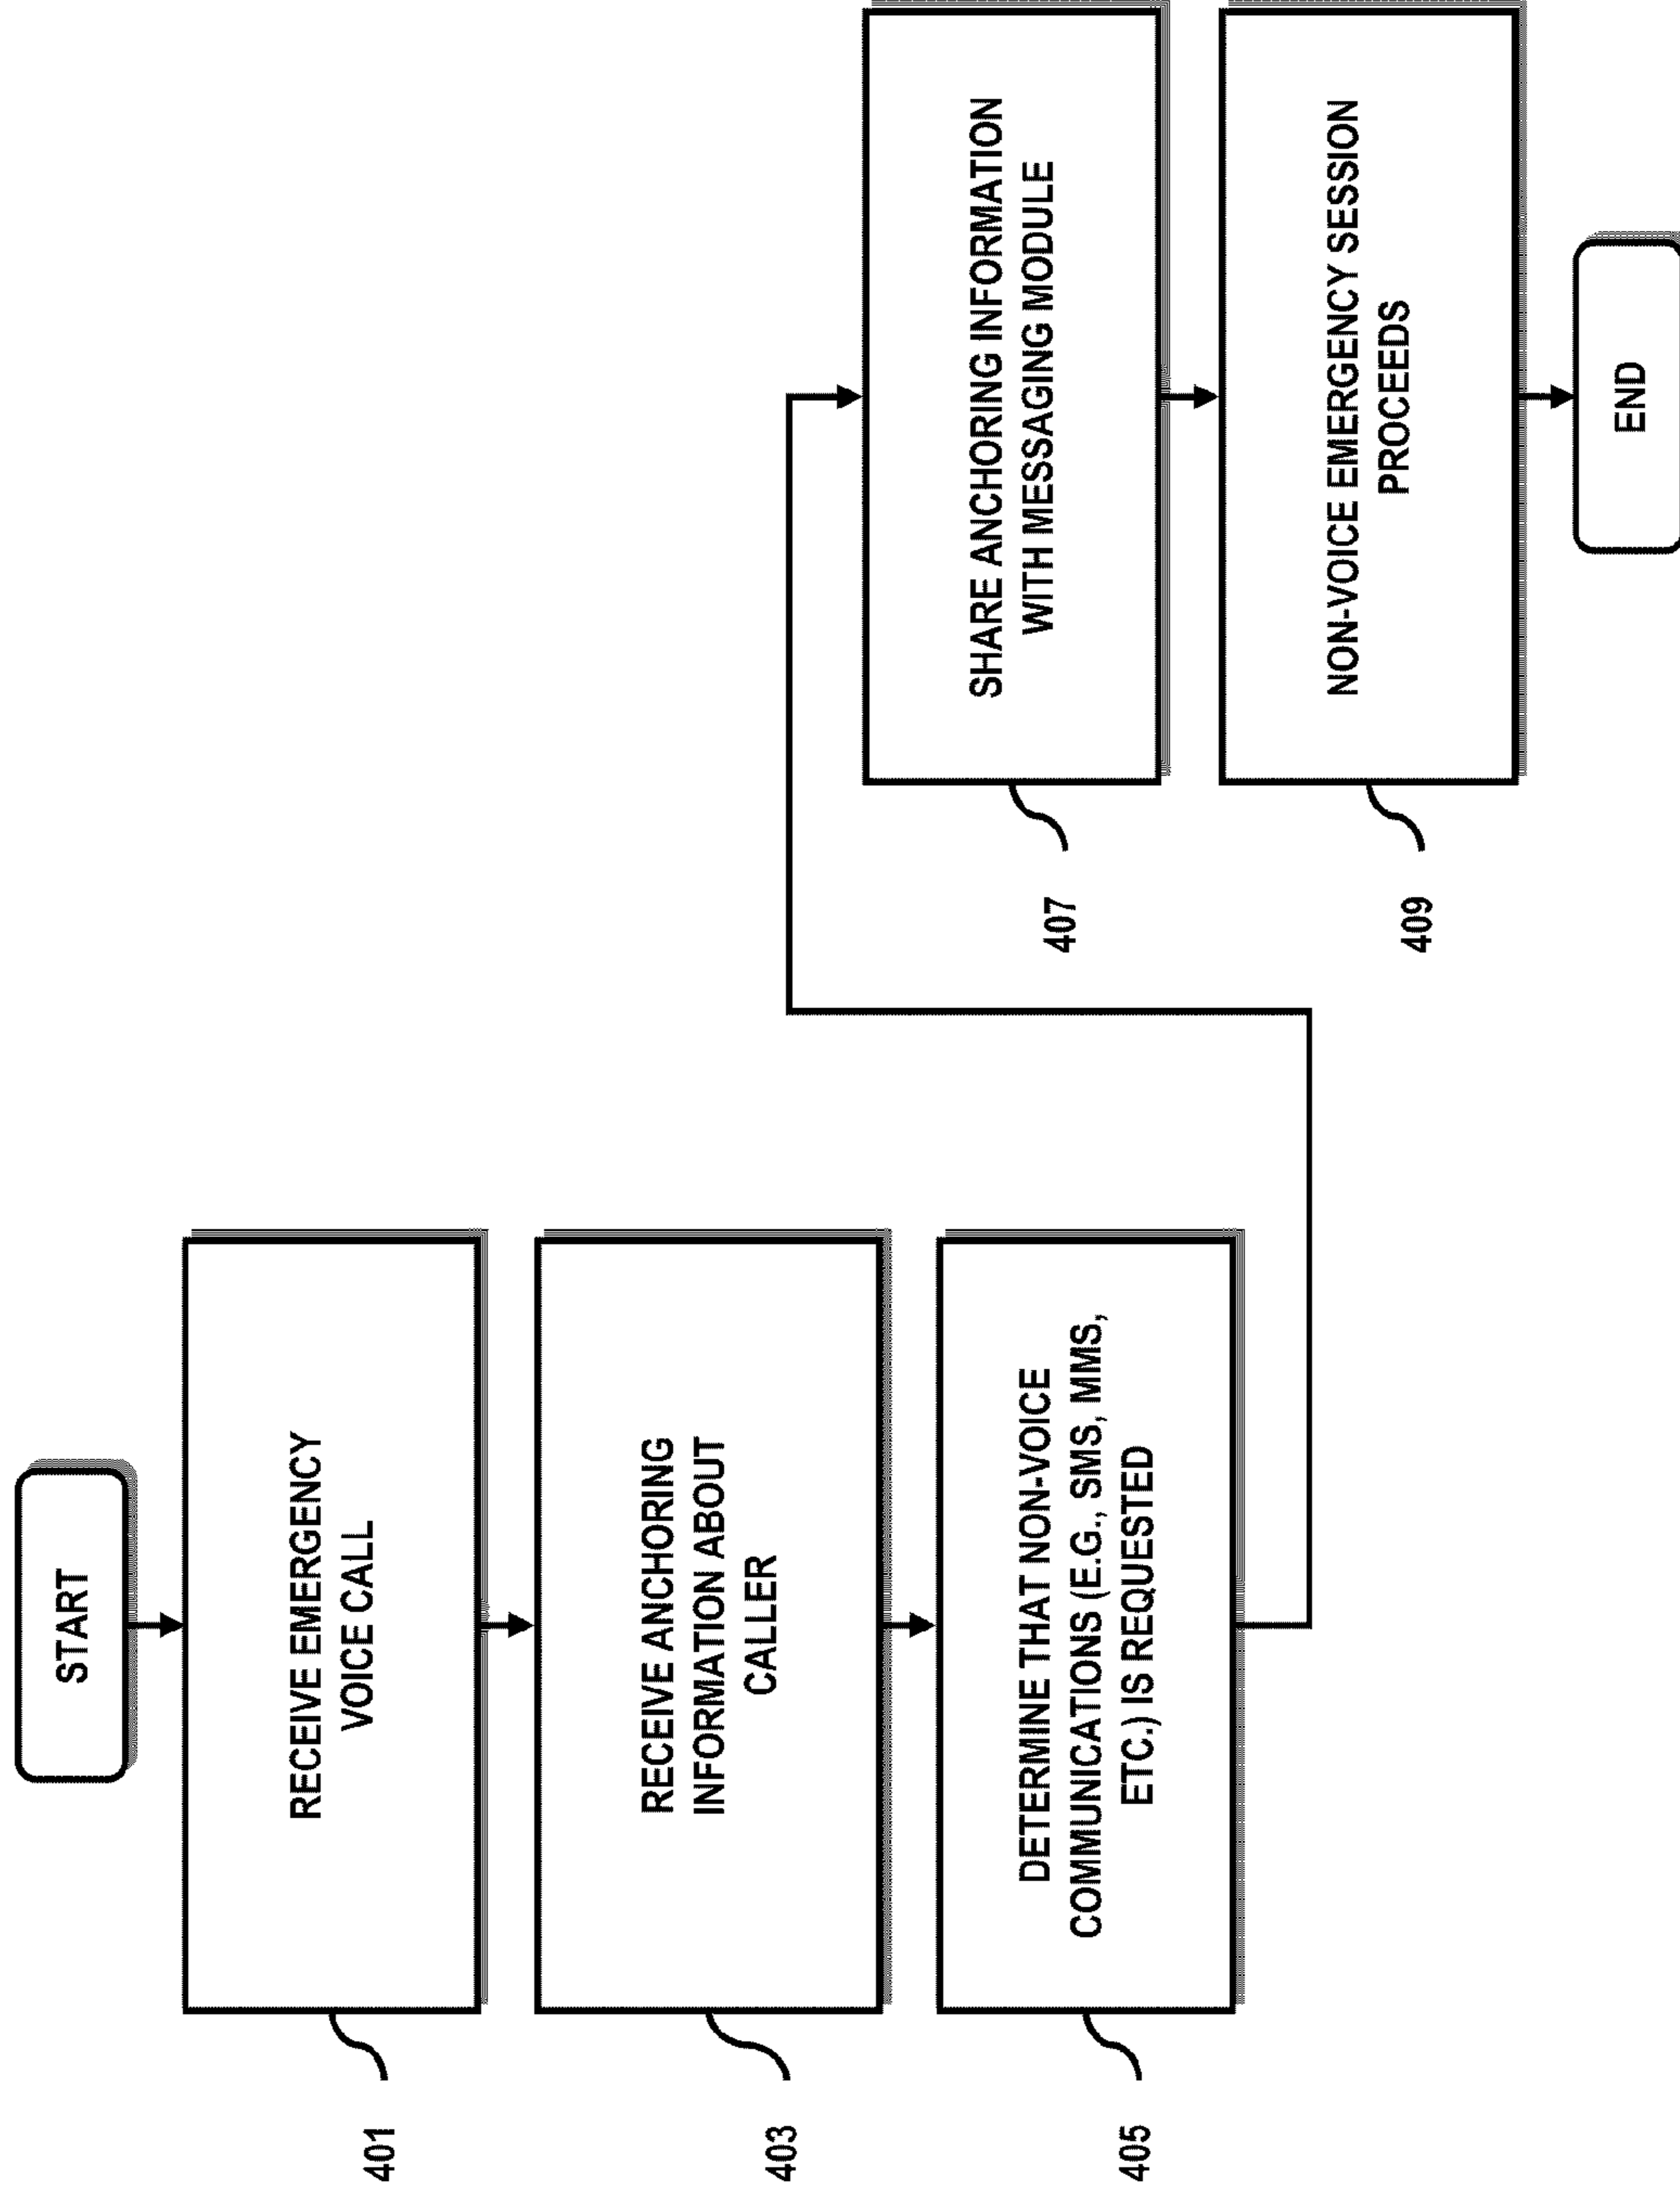 START
RECEIVE EMERGENCY
VOICE CALL
401
RECEIVE ANCHORING
INFORMATION ABOUT
CALLER
403
DETERMINE THAT NON-VOICE
COMMUNICATIONS (E.G., SMS, MMS,
ETC.) IS REQUESTED
405
SHARE ANCHORING INFORMATION
WITH MESSAGING MODULE
407
NON-VOICE EMERGENCY SESSION
PROCEEDS
409
END